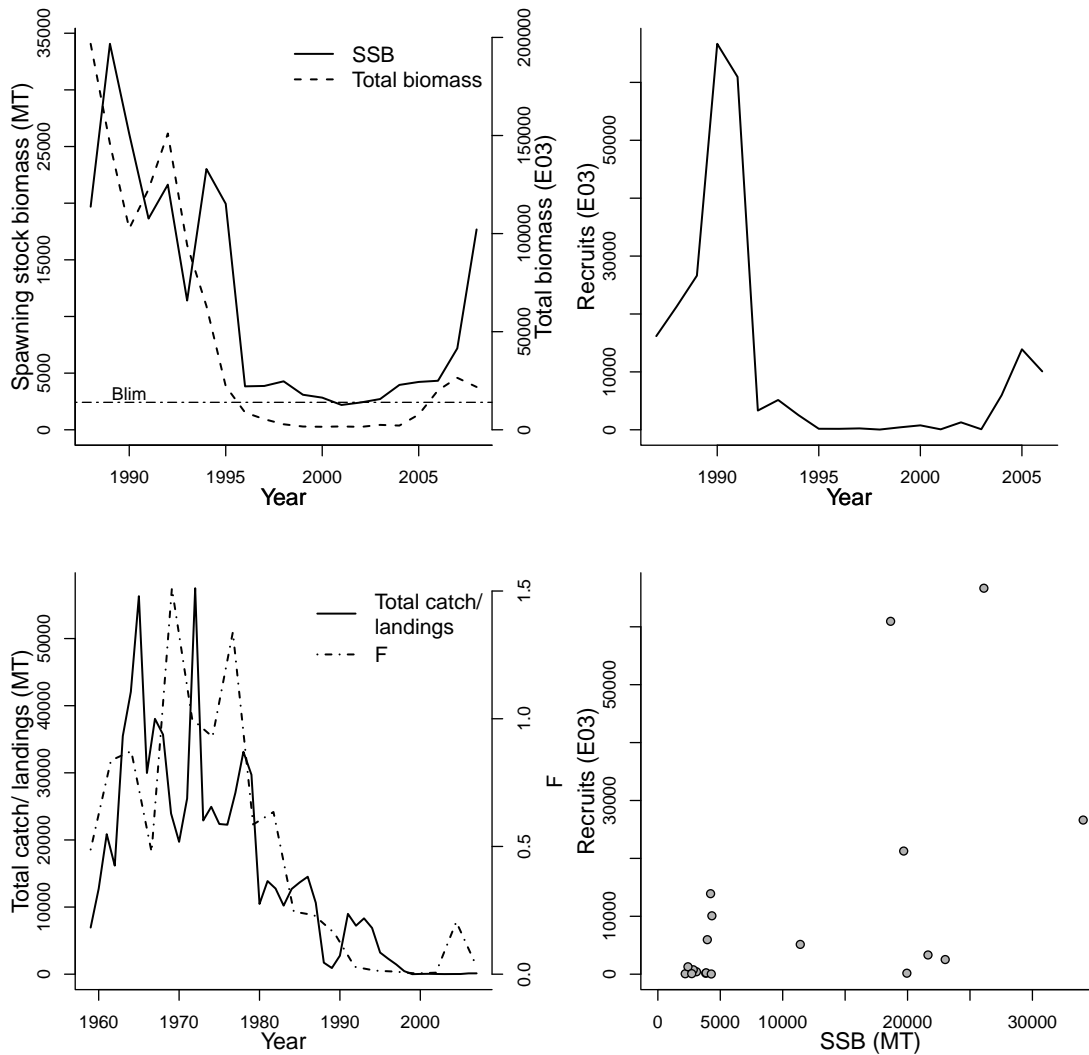 SSB
Total biomass
Spawning stock biomass (MT)
0
5000
15000
25000
35000
Blim
1990
1995
2000
2005
Year
Total biomass (E03)
0
50000
100000
150000
200000
Recruits (E03)
0
10000
30000
50000
1990
1995
2000
2005
Year
Total catch/
landings
F
Total catch/ landings (MT)
0
10000
20000
30000
40000
50000
1960
1970
1980
1990
2000
Year
F
0.0
0.5
1.0
1.5
Recruits (E03)
0
10000
30000
50000
0
5000
10000
20000
30000
SSB (MT)